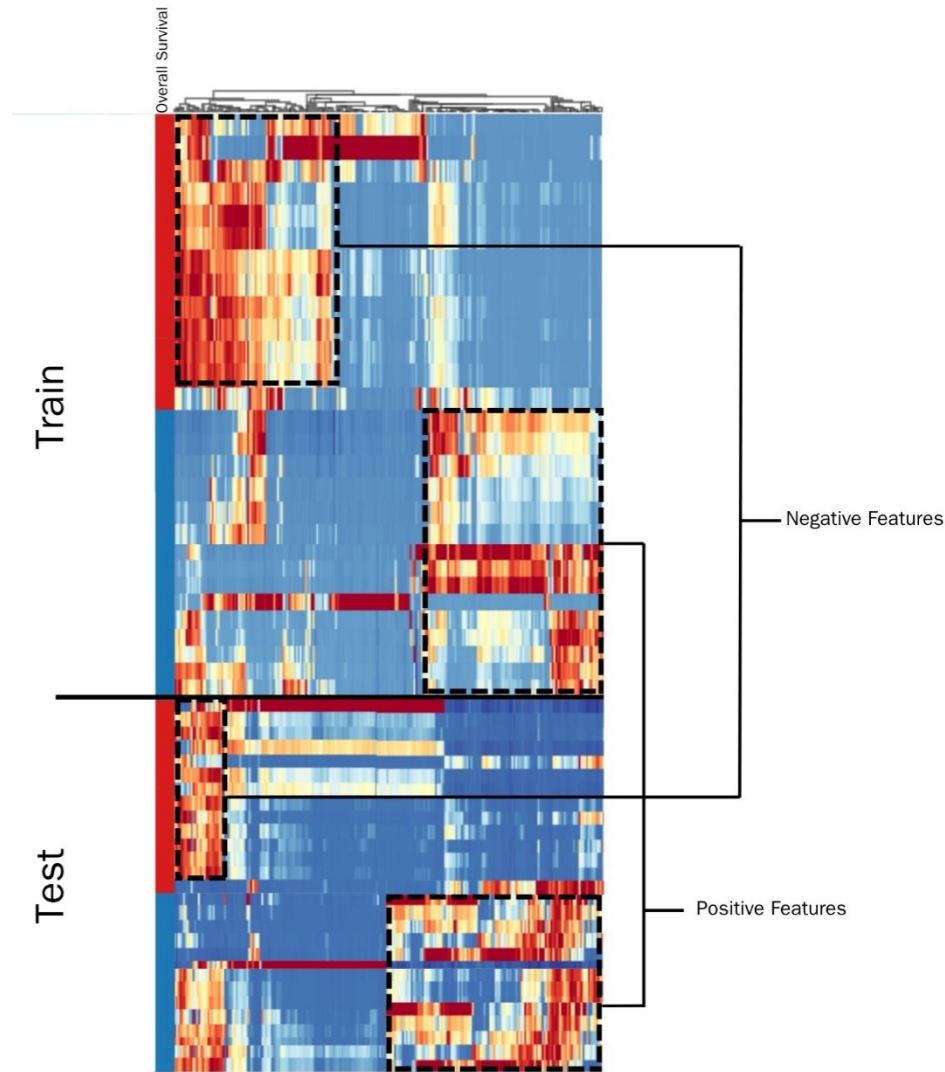 Overall Survival
Train
Negative Features
Test
Positive Features